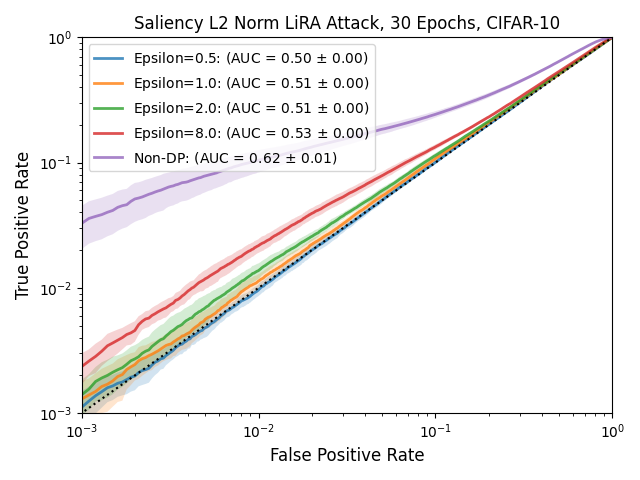 Saliency L2 Norm LiRA Attack, 30 Epochs, CIFAR-10
10^0
Epsilon=0.5: (AUC = 0.50 ± 0.00)
Epsilon=1.0: (AUC = 0.51 ± 0.00)
Epsilon=2.0: (AUC = 0.51 ± 0.00)
Epsilon=8.0: (AUC = 0.53 ± 0.00)
Non-DP: (AUC = 0.62 ± 0.01)
10^-1
True Positive Rate
10^-2
10^-3
10^-3 10^-2 10^-1 10^0
False Positive Rate